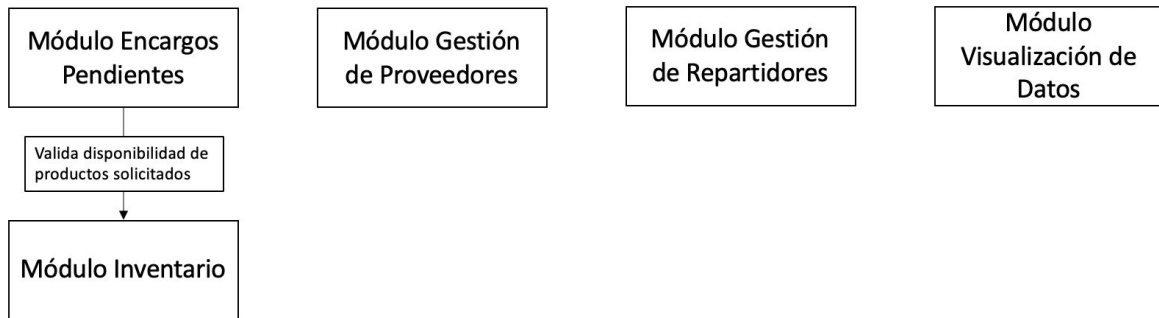 Módulo Encargos
Pendientes
Módulo Gestión
de Proveedores
Módulo Gestión
de Repartidores
Módulo
Visualización de
Datos
Valida disponibilidad de
productos solicitados
Módulo Inventario